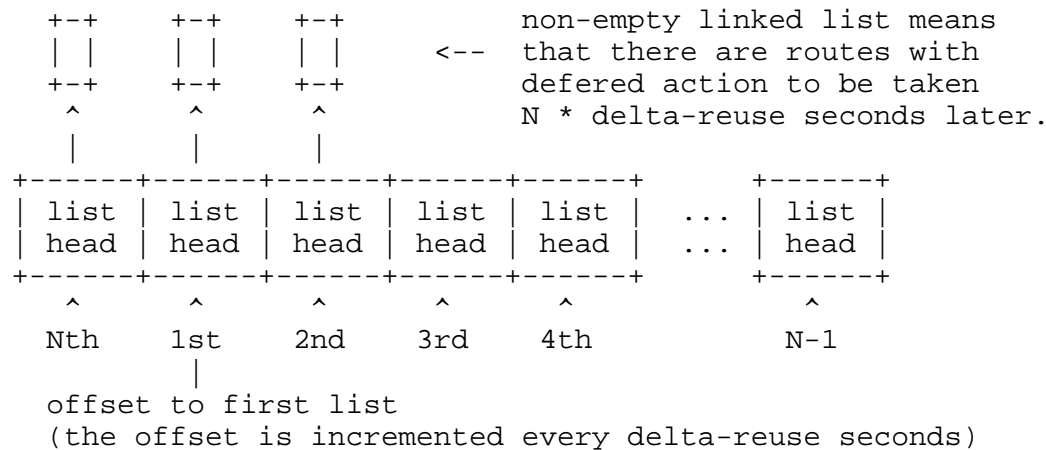 +-+     +-+     +-+            non-empty linked list means
| |     | |     | |      <--   that there are routes with
+-+     +-+     +-+            defered action to be taken
^       ^       ^              N * delta-reuse seconds later.
|       |       |
+------+------+------+------+------+       +------+
| list | list | list | list | list |  ...  | list |
| head | head | head | head | head |  ...  | head |
+------+------+------+------+------+       +------+
^      ^      ^      ^      ^              ^
Nth    1st    2nd    3rd    4th            N-1
|
offset to first list
(the offset is incremented every delta-reuse seconds)